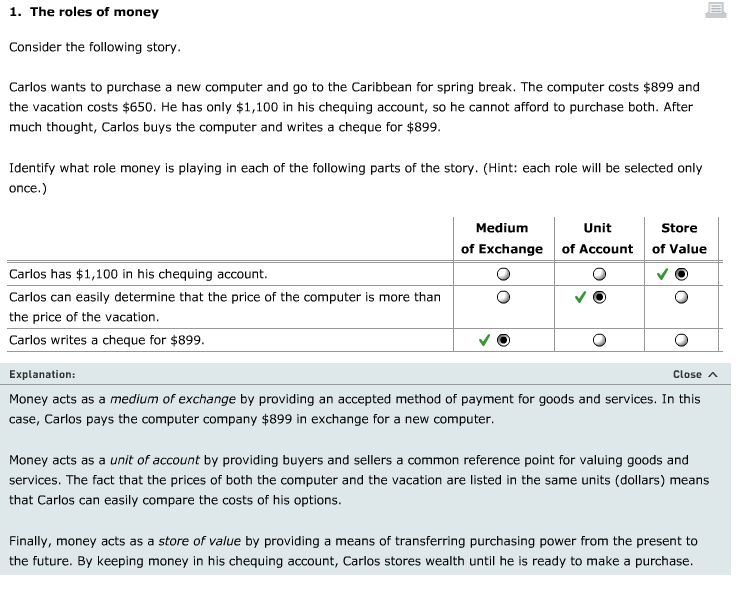 1. The roles of money
Consider the following story.
Carlos wants to purchase a new computer and go to the Caribbean for spring break. The computer costs $899 and
the vacation costs $650. He has only $1,100 in his chequing account, so he cannot afford to purchase both. After
much thought, Carlos buys the computer and writes a cheque for $899.
Identify what role money is playing in each of the following parts of the story. (Hint: each role will be selected only
once.)
Medium Unit Store
of Exchange of Account of Value
Carlos has $1,100 in his chequing account.
Carlos can easily determine that the price of the computer is more than
the price of the vacation.
Carlos writes a cheque for $899.
Explanation: Close
Money acts as a medium of exchange by providing an accepted method of payment for goods and services. In this
case, Carlos pays the computer company $899 in exchange for a new computer.
Money acts as a unit of account by providing buyers and sellers a common reference point for valuing goods and
services. The fact that the prices of both the computer and the vacation are listed in the same units (dollars) means
that Carlos can easily compare the costs of his options.
Finally, money acts as a store of value by providing a means of transferring purchasing power from the present to
the future. By keeping money in his chequing account, Carlos stores wealth until he is ready to make a purchase.